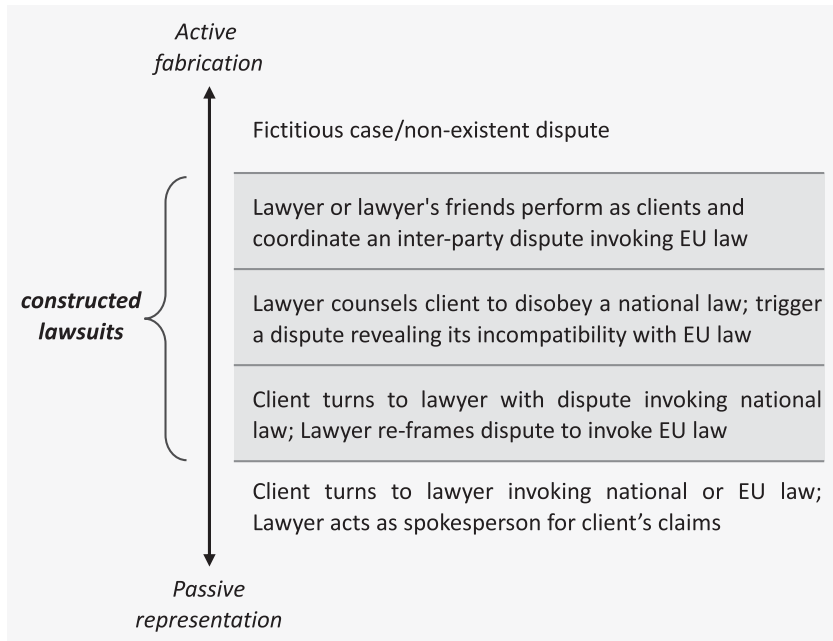 Active
fabrication
Fictitious case/non-existent dispute
Lawyer or lawyer's friends perform as clients and
coordinate an inter-party dispute invoking EU law
constructed
lawsuits
Lawyer counsels client to disobey a national law; trigger
a dispute revealing its incompatibility with EU law
Client turns to lawyer with dispute invoking national
law; Lawyer re-frames dispute to invoke EU law
Client turns to lawyer invoking national or EU law;
Lawyer acts as spokesperson for client’s claims
Passive
representation